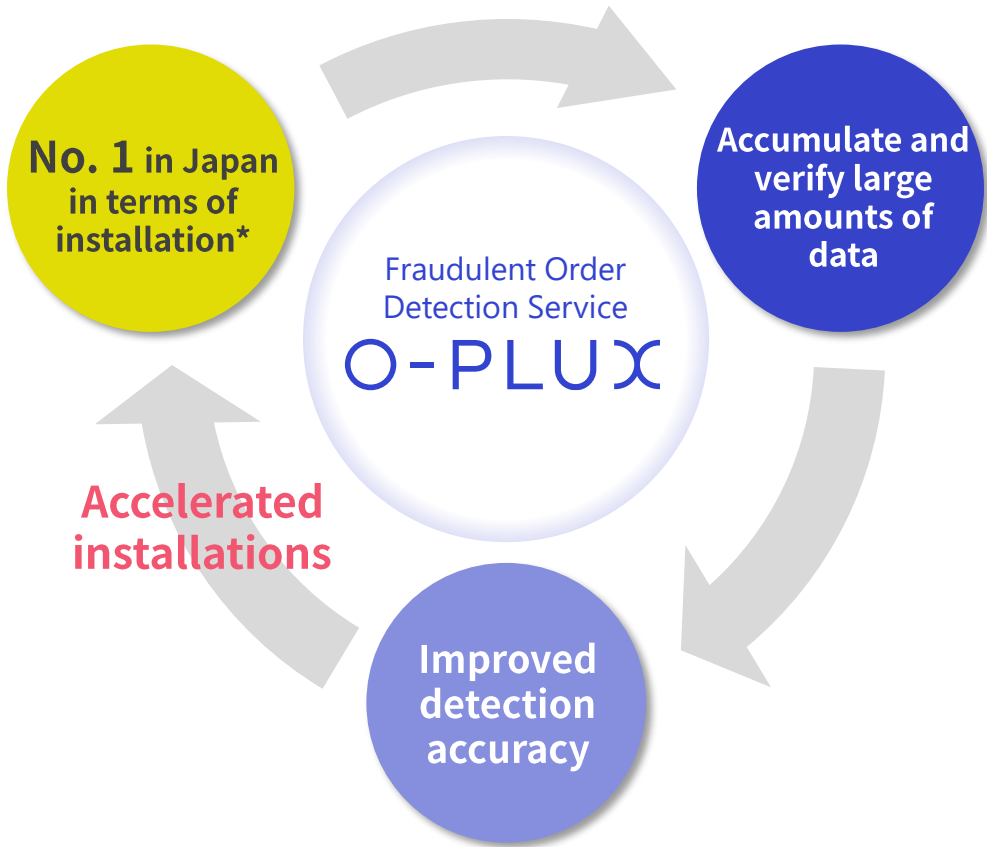 No. 1 in Japan
in terms of
installation*
Accumulate and
verify large
amounts of
data
Fraudulent Order
Detection Service
O-PLUX
Accelerated
installations
Improved
detection
accuracy